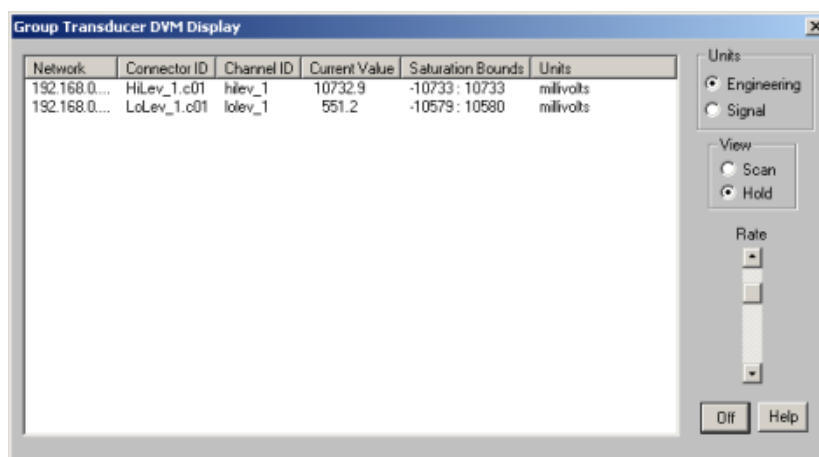 Group Transducer DVM Display
Network Connector ID Channel ID Current Value Saturation Bounds Units
192.168.0.... HiLev_1.c01 hilev_1 10732.9 -10733 : 10733 millivolts
192.168.0.... LoLev_1.c01 lolev_1 551.2 -10579 : 10580 millivolts
Units
Engineering
Signal
View
Scan
Hold
Rate
Off Help